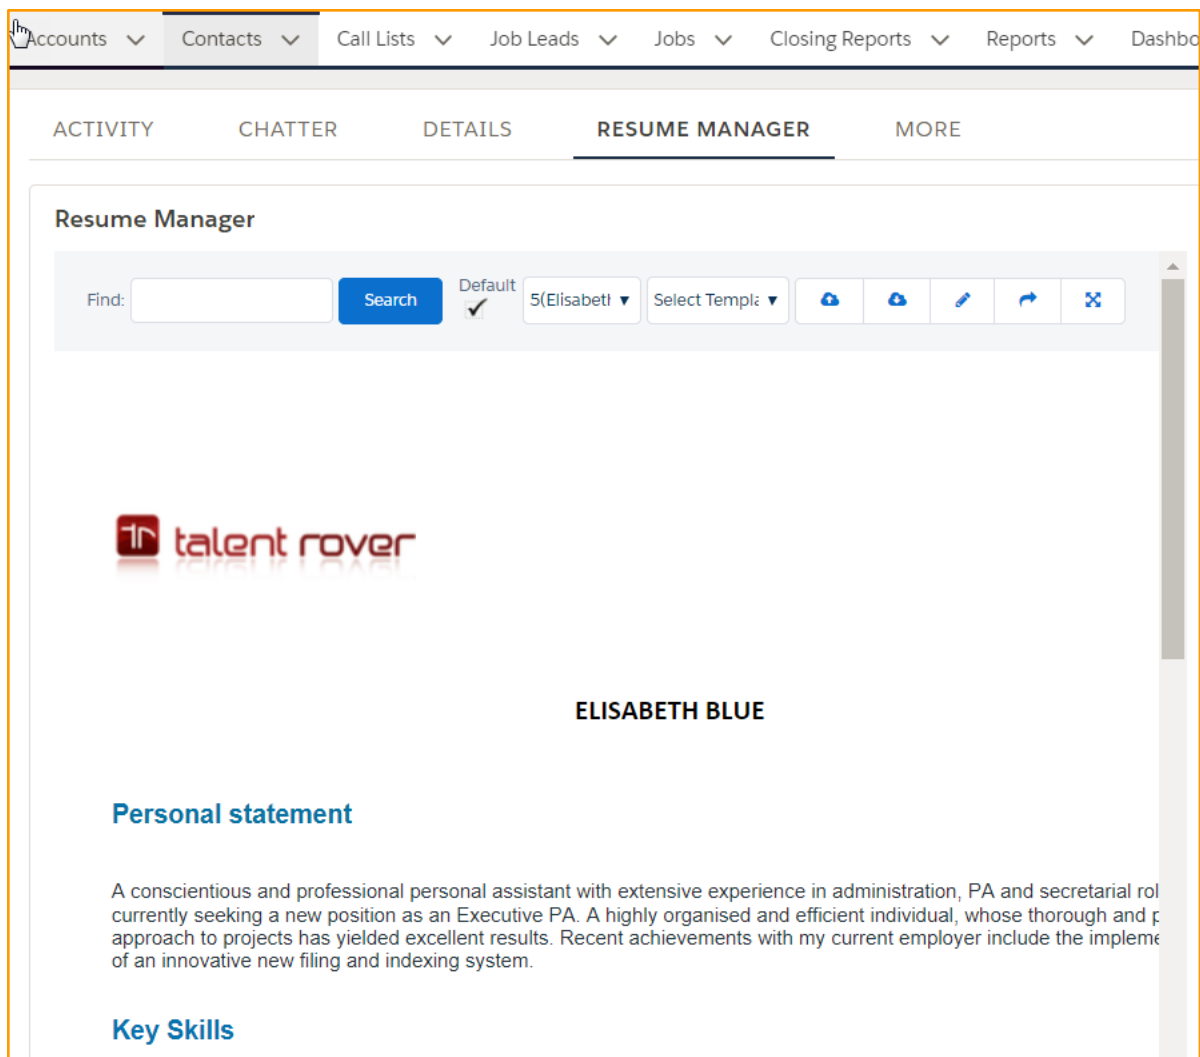 Accounts Contacts Call Lists Job Leads Jobs Closing Reports Reports Dashbo
ACTIVITY CHATTER DETAILS RESUME MANAGER MORE
Resume Manager
Find: Search Default 5(Elisabeth Select Templa
talent rover
ELISABETH BLUE
Personal statement
A conscientious and professional personal assistant with extensive experience in administration, PA and secretarial rol
currently seeking a new position as an Executive PA. A highly organised and efficient individual, whose thorough and p
approach to projects has yielded excellent results. Recent achievements with my current employer include the impleme
of an innovative new filing and indexing system.
Key Skills